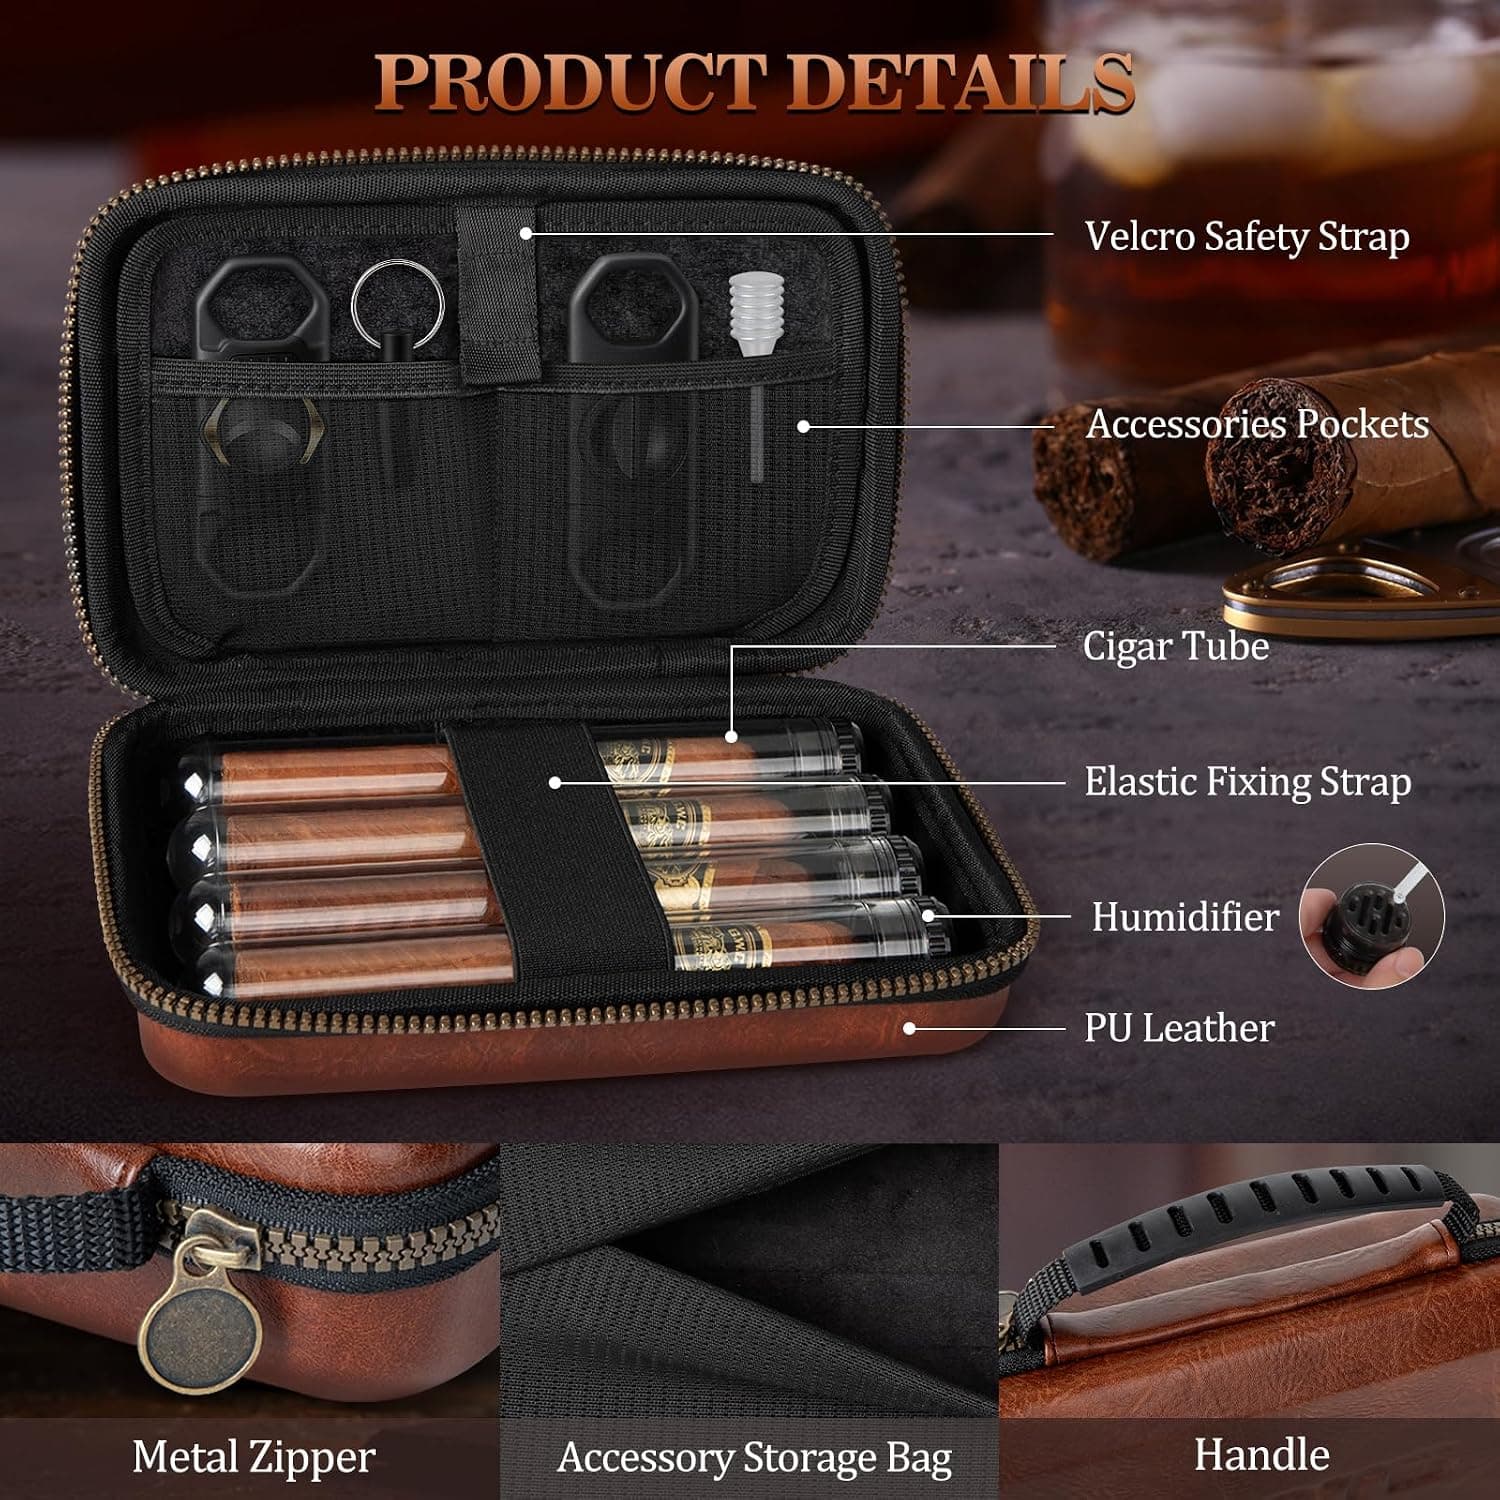 PRODUCT DETAILS
Velcro Safety Strap
Accessories Pockets
Cigar Tube
Elastic Fixing Strap
Humidifier
PU Leather
Metal Zipper
Accessory Storage Bag
Handle